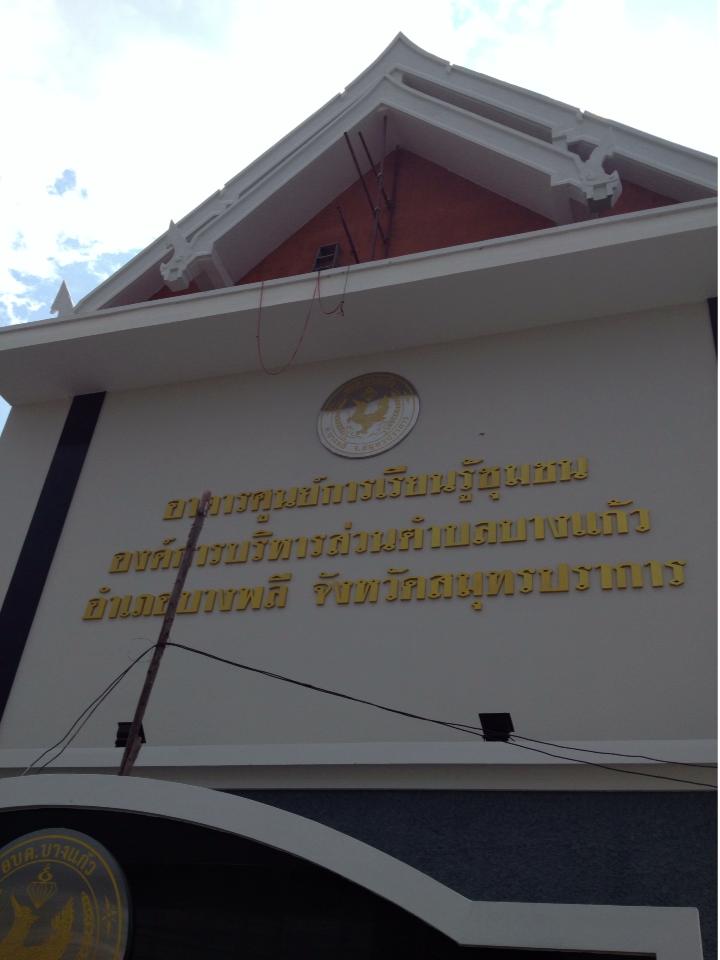 อาคารศูนย์การเรียนรู้ชุมชน
องค์การบริหารส่วนตำบลบางแก้ว
อำเภอบางพลี จังหวัดสมุทรปราการ
อบต.บางแก้ว